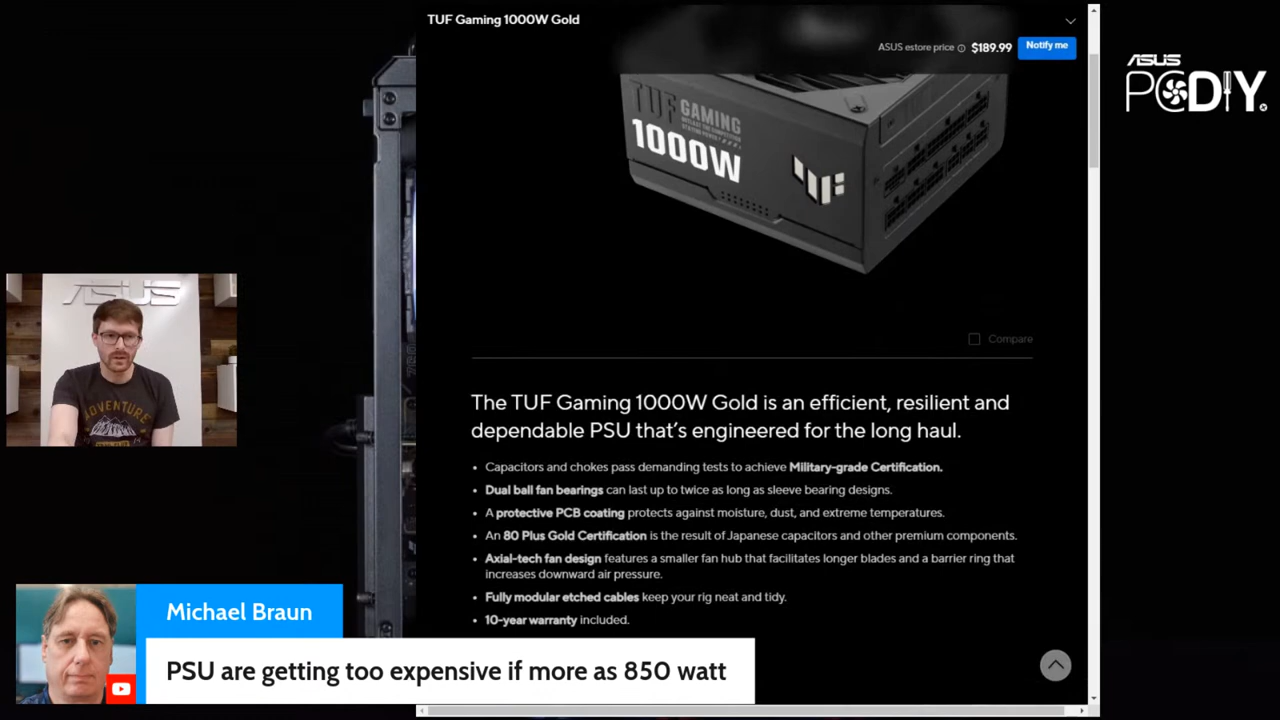 TUF Gaming 1000W Gold
ASUS estore price $189.99 Notify me
ASUS
PCDIY.
TUF GAMING
1000W
Compare
The TUF Gaming 1000W Gold is an efficient, resilient and
dependable PSU that's engineered for the long haul.
• Capacitors and chokes pass demanding tests to achieve Military-grade Certification.
• Dual ball fan bearings can last up to twice as long as sleeve bearing designs.
• A protective PCB coating protects against moisture, dust, and extreme temperatures.
• An 80 Plus Gold Certification is the result of Japanese capacitors and other premium components.
• Axial-tech fan design features a smaller fan hub that facilitates longer blades and a barrier ring that
increases downward air pressure.
• Fully modular etched cables keep your rig neat and tidy.
• 10-year warranty included.
ASUS
ADVENTURE
Michael Braun
PSU are getting too expensive if more as 850 watt